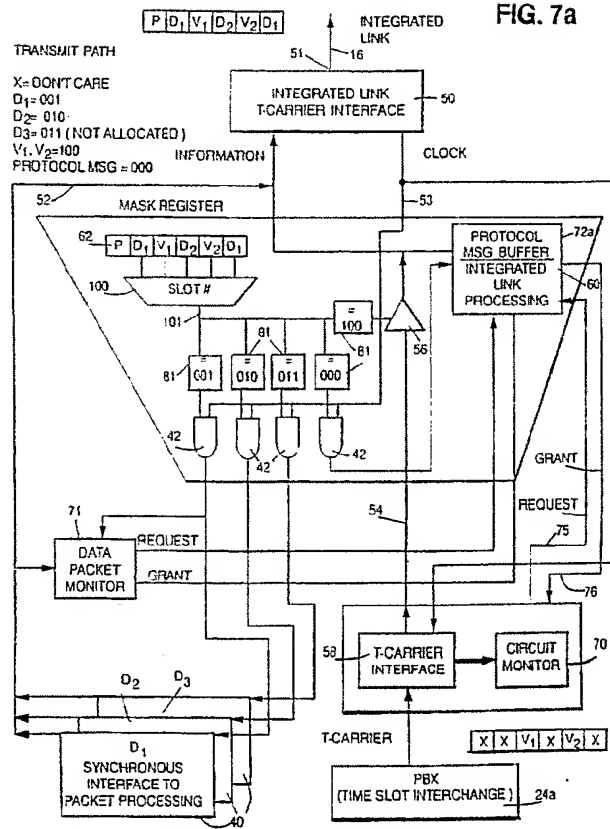 FIG. 7a
P D1 V1 D2 V2 D1
INTEGRATED
LINK
TRANSMIT PATH
51
16
X= DON'T CARE
D1= 001
D2= 010
D3= 011 ( NOT ALLOCATED )
V1, V2=100
PROTOCOL MSG = 000
INTEGRATED LINK
T-CARRIER INTERFACE
50
INFORMATION
CLOCK
52
53
MASK REGISTER
62
P D1 V1 D2 V2 D1
100
SLOT #
101
PROTOCOL
MSG BUFFER
INTEGRATED
LINK
PROCESSING
72a
60
= 100
56
81
81
81
81
= 001
= 010
= 011
= 000
42
42
42
GRANT
REQUEST
54
71
DATA
PACKET
MONITOR
REQUEST
GRANT
75
76
58
T-CARRIER
INTERFACE
CIRCUIT
MONITOR
70
D3
D2
D1
SYNCHRONOUS
INTERFACE TO
PACKET PROCESSING
40
40
T-CARRIER
X X V1 X V2 X
PBX
(TIME SLOT INTERCHANGE )
24a